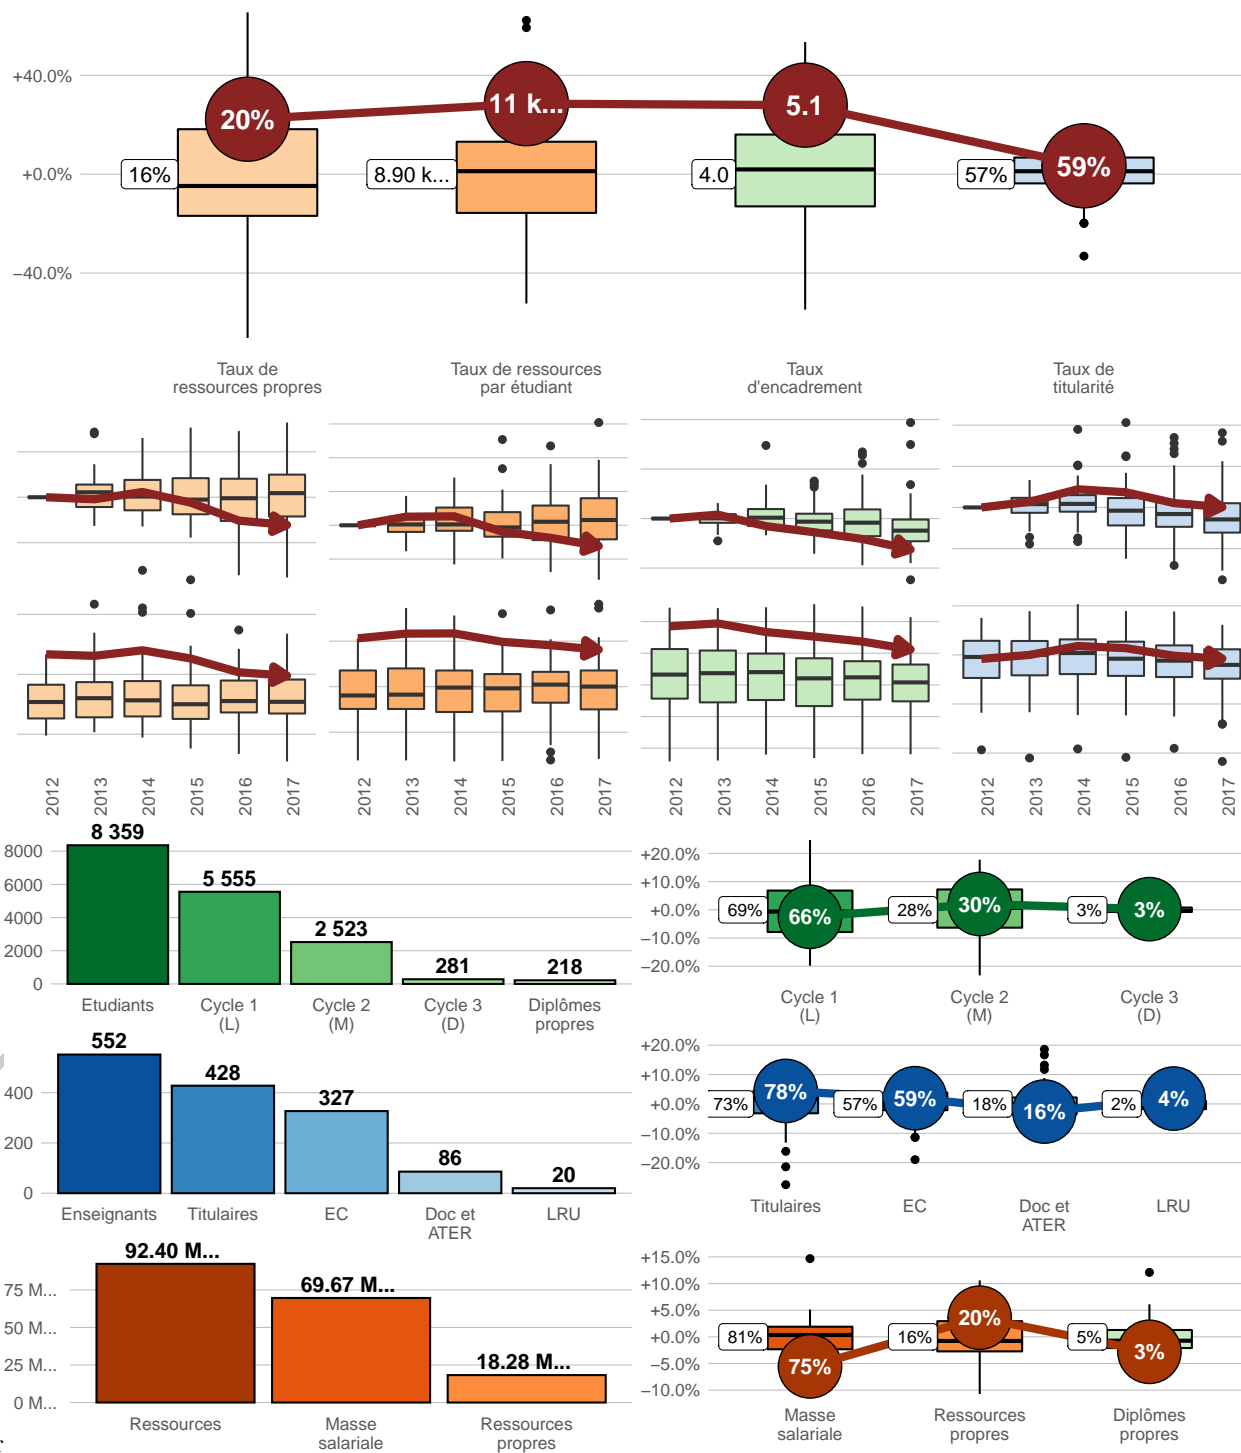 +40.0%
+0.0%
−40.0%
20%
11 k...
5.1
59%
16%
8.90 k...
4.0
57%
Taux de
ressources propres
Taux de ressources
par étudiant
Taux
d'encadrement
Taux de
titularité
2012
2013
2014
2015
2016
2017
2012
2013
2014
2015
2016
2017
2012
2013
2014
2015
2016
2017
2012
2013
2014
2015
2016
2017
8000
6000
4000
2000
0
8 359
5 555
2 523
281
218
Etudiants
Cycle 1
(L)
Cycle 2
(M)
Cycle 3
(D)
Diplômes
propres
+20.0%
+10.0%
+0.0%
−10.0%
−20.0%
69%
66%
28%
30%
3%
3%
Cycle 1
(L)
Cycle 2
(M)
Cycle 3
(D)
400
200
0
552
428
327
86
20
Enseignants
Titulaires
EC
Doc et
ATER
LRU
+20.0%
+10.0%
+0.0%
−10.0%
−20.0%
73%
78%
57%
59%
18%
16%
2%
4%
Titulaires
EC
Doc et
ATER
LRU
75 M...
50 M...
25 M...
0 M...
92.40 M...
69.67 M...
18.28 M...
Ressources
Masse
salariale
Ressources
propres
+15.0%
+10.0%
+5.0%
+0.0%
−5.0%
−10.0%
81%
75%
16%
20%
5%
3%
Masse
salariale
Ressources
propres
Diplômes
propres